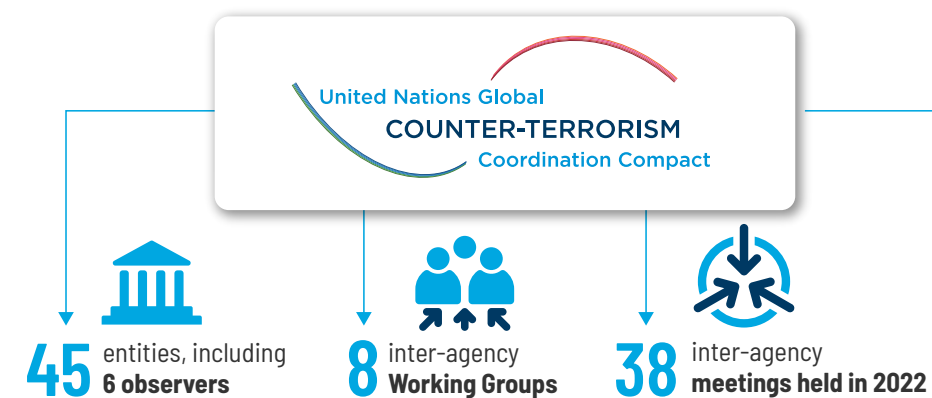 United Nations Global
COUNTER-TERRORISM
Coordination Compact
45 entities, including
6 observers
8 inter-agency
Working Groups
38 inter-agency
meetings held in 2022